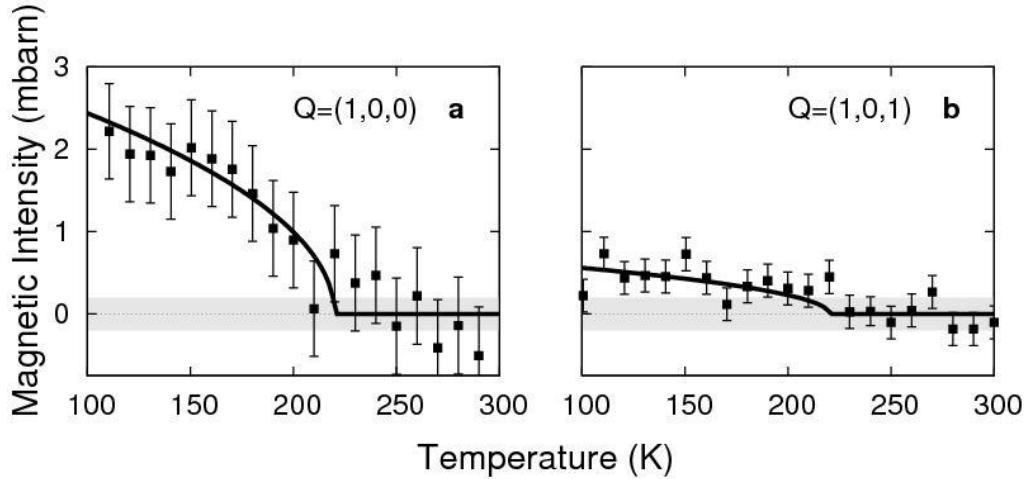 Magnetic Intensity (mbarn)
3
2
1
0
Q=(1,0,0) a
Q=(1,0,1) b
100 150 200 250 300
100 150 200 250 300
Temperature (K)